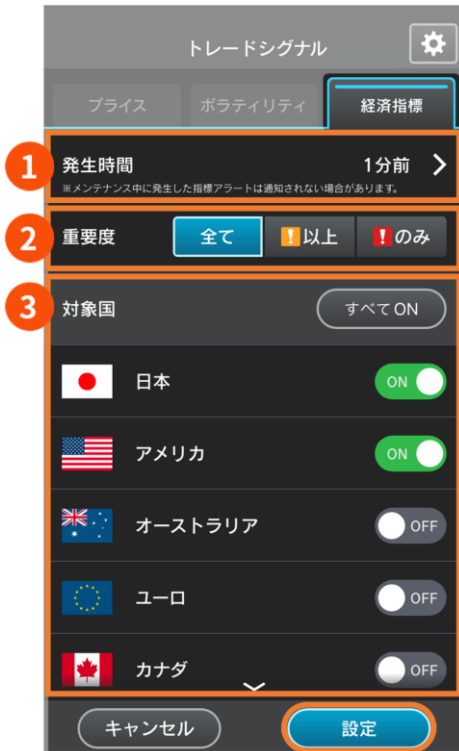 トレードシグナル
プライス ボラティリティ 経済指標
1 発生時間 1分前
※メンテナンス中に発生した指標アラートは通知されない場合があります。
2 重要度 全て !以上 !のみ
3 対象国 すべてON
日本 ON
アメリカ ON
オーストラリア OFF
ユーロ OFF
カナダ OFF
キャンセル 設定